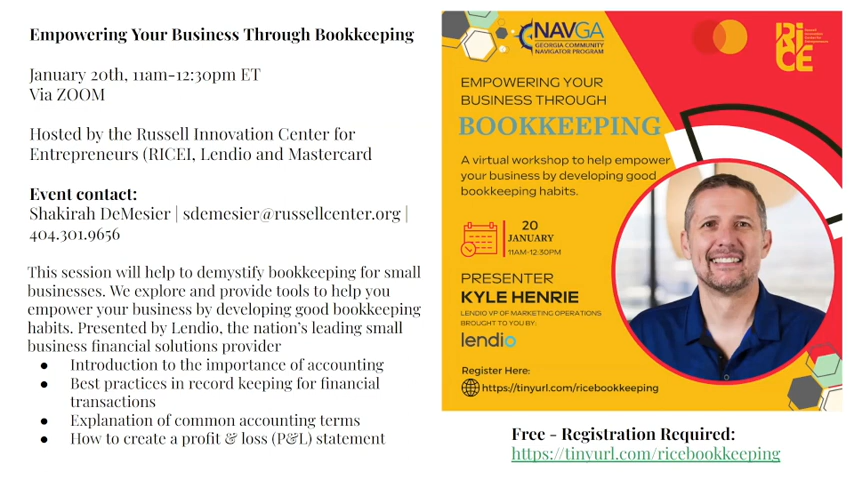 Empowering Your Business Through Bookkeeping
January 20th, 11am-12:30pm ET
Via ZOOM
Hosted by the Russell Innovation Center for
Entrepreneurs (RICEI, Lendio and Mastercard
Event contact:
Shakirah DeMesier | sdemesier@russellcenter.org |
404.301.9656
This session will help to demystify bookkeeping for small
businesses. We explore and provide tools to help you
empower your business by developing good bookkeeping
habits. Presented by Lendio, the nation's leading small
business financial solutions provider
● Introduction to the importance of accounting
● Best practices in record keeping for financial
transactions
● Explanation of common accounting terms
● How to create a profit & loss (P&L) statement
NAVGA
GEORGIA COMMUNITY
NAVIGATOR PROGRAM
RICE
EMPOWERING YOUR
BUSINESS THROUGH
BOOKKEEPING
A virtual workshop to help empower
your business by developing good
bookkeeping habits.
20
JANUARY
11AM-12:30PM
PRESENTER
KYLE HENRIE
LENDIO VP OF MARKETING OPERATIONS
BROUGHT TO YOU BY:
lendio
Register Here:
https://tinyurl.com/ricebookkeeping
Free - Registration Required:
https://tinyurl.com/ricebookkeeping